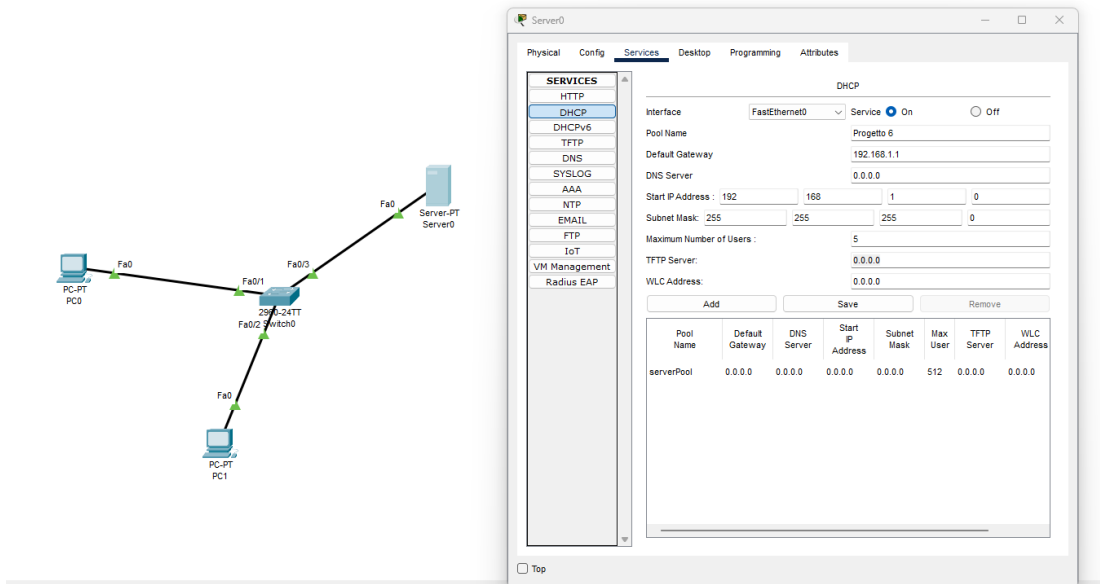 Server0
Physical Config Services Desktop Programming Attributes
SERVICES
HTTP
DHCP
DHCPv6
TFTP
DNS
SYSLOG
AAA
NTP
EMAIL
FTP
IoT
VM Management
Radius EAP
DHCP
Interface FastEthernet0 Service On Off
Pool Name Progetto 6
Default Gateway 192.168.1.1
DNS Server 0.0.0.0
Start IP Address : 192 168 1 0
Subnet Mask: 255 255 255 0
Maximum Number of Users : 5
TFTP Server: 0.0.0.0
WLC Address: 0.0.0.0
Add Save Remove
Pool Name Default Gateway DNS Server Start IP Address Subnet Mask Max User TFTP Server WLC Address
serverPool 0.0.0.0 0.0.0.0 0.0.0.0 0.0.0.0 512 0.0.0.0 0.0.0.0
Top
Fa0
Server-PT
Server0
Fa0
PC-PT
PC0
Fa0/1
Fa0/3
2960-24TT
Fa0/2 Switch0
Fa0
PC-PT
PC1